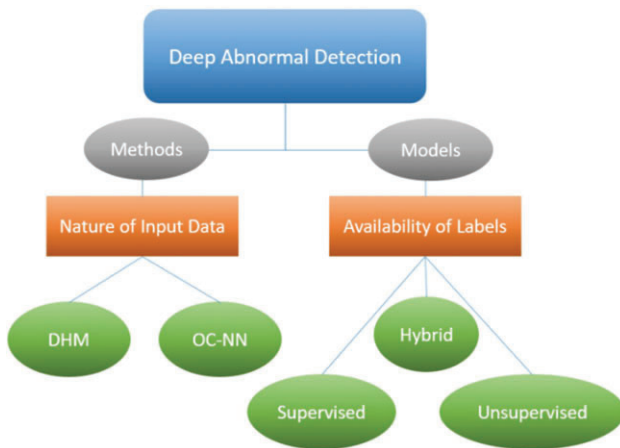 Deep Abnormal Detection
Methods
Models
Nature of Input Data
Availability of Labels
DHM
OC-NN
Hybrid
Supervised
Unsupervised